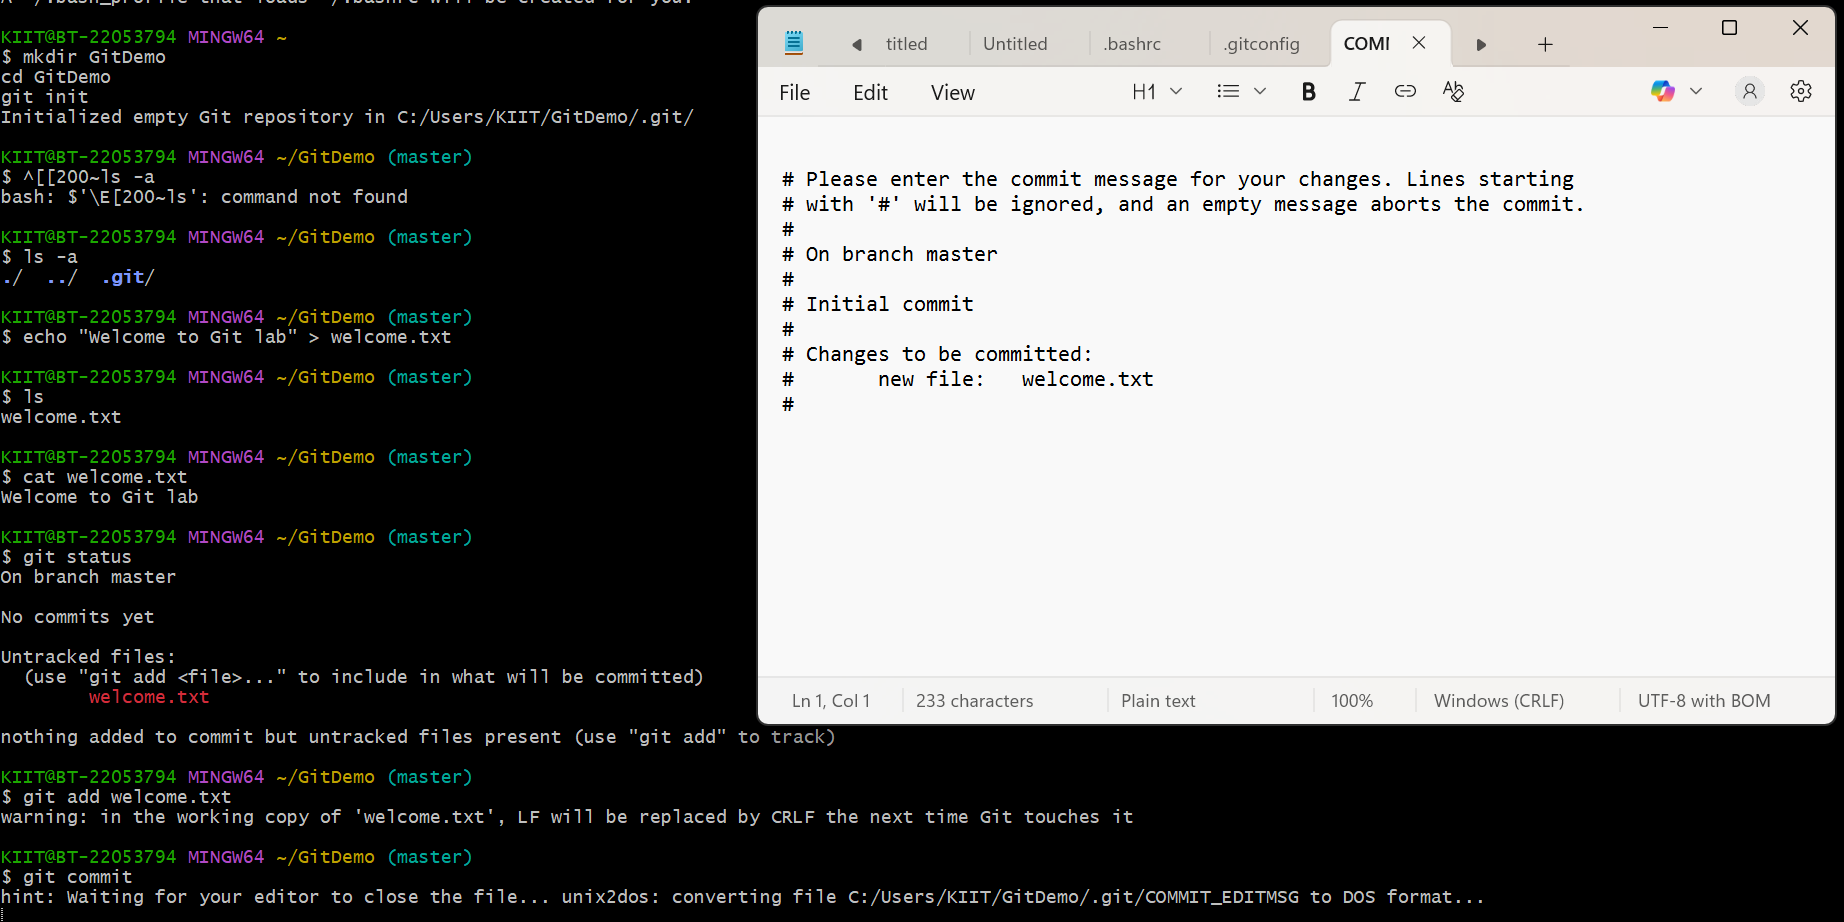 A ~/.bash_profile that loads ~/.bashrc will be created for you.
KIIT@BT-22053794 MINGW64 ~
$ mkdir GitDemo
cd GitDemo
git init
Initialized empty Git repository in C:/Users/KIIT/GitDemo/.git/
KIIT@BT-22053794 MINGW64 ~/GitDemo (master)
$ ^[[200~ls -a
bash: $'\E[200~ls': command not found
KIIT@BT-22053794 MINGW64 ~/GitDemo (master)
$ ls -a
./ ../ .git/
KIIT@BT-22053794 MINGW64 ~/GitDemo (master)
$ echo "Welcome to Git lab" > welcome.txt
KIIT@BT-22053794 MINGW64 ~/GitDemo (master)
$ ls
welcome.txt
KIIT@BT-22053794 MINGW64 ~/GitDemo (master)
$ cat welcome.txt
Welcome to Git lab
KIIT@BT-22053794 MINGW64 ~/GitDemo (master)
$ git status
On branch master
No commits yet
Untracked files:
(use "git add <file>..." to include in what will be committed)
welcome.txt
nothing added to commit but untracked files present (use "git add" to track)
KIIT@BT-22053794 MINGW64 ~/GitDemo (master)
$ git add welcome.txt
warning: in the working copy of 'welcome.txt', LF will be replaced by CRLF the next time Git touches it
KIIT@BT-22053794 MINGW64 ~/GitDemo (master)
$ git commit
hint: Waiting for your editor to close the file... unix2dos: converting file C:/Users/KIIT/GitDemo/.git/COMMIT_EDITMSG to DOS format...
titled Untitled .bashrc .gitconfig COMI
File Edit View H1 B I
# Please enter the commit message for your changes. Lines starting
# with '#' will be ignored, and an empty message aborts the commit.
#
# On branch master
#
# Initial commit
#
# Changes to be committed:
# new file: welcome.txt
#
Ln 1, Col 1 233 characters Plain text 100% Windows (CRLF) UTF-8 with BOM